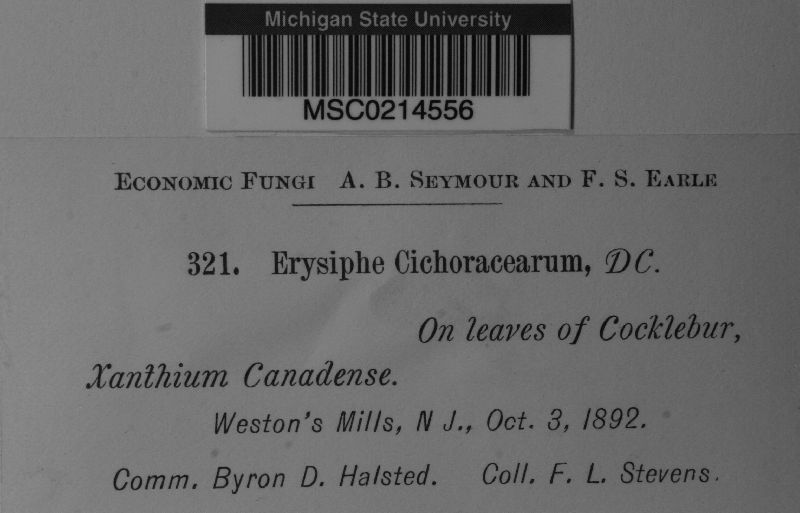 Michigan State University
MSC0214556
Economic Fungi A. B. Seymour and F. S. Earle
321. Erysiphe Cichoracearum, DC.
On leaves of Cocklebur,
Xanthium Canadense.
Weston's Mills, N J., Oct. 3, 1892.
Comm. Byron D. Halsted. Coll. F. L. Stevens.